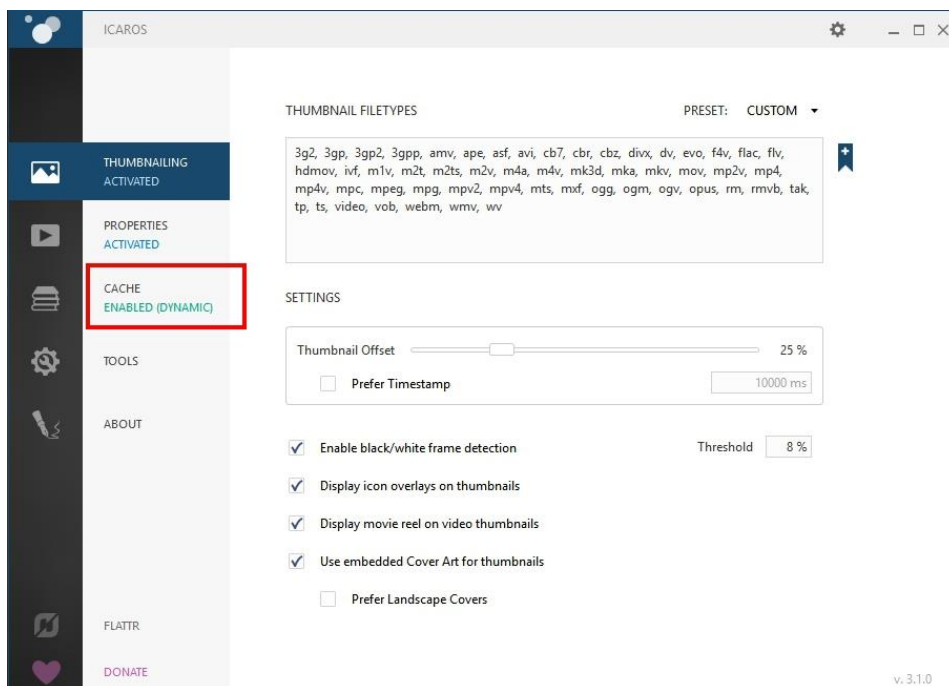 ICAROS
THUMBNAILING
ACTIVATED
PROPERTIES
ACTIVATED
CACHE
ENABLED (DYNAMIC)
TOOLS
ABOUT
FLATTR
DONATE
THUMBNAIL FILETYPES
PRESET: CUSTOM
3g2, 3gp, 3gp2, 3gpp, amv, ape, asf, avi, cb7, cbr, cbz, divx, dv, evo, f4v, flac, flv,
hdmov, ivf, m1v, m2t, m2ts, m2v, m4a, m4v, mk3d, mka, mkv, mov, mp2v, mp4,
mp4v, mpc, mpeg, mpg, mpv2, mpv4, mts, mxf, ogg, ogm, ogv, opus, rm, rmvb, tak,
tp, ts, video, vob, webm, wmv, wv
SETTINGS
Thumbnail Offset 25 %
Prefer Timestamp 10000 ms
Enable black/white frame detection Threshold 8 %
Display icon overlays on thumbnails
Display movie reel on video thumbnails
Use embedded Cover Art for thumbnails
Prefer Landscape Covers
v. 3.1.0